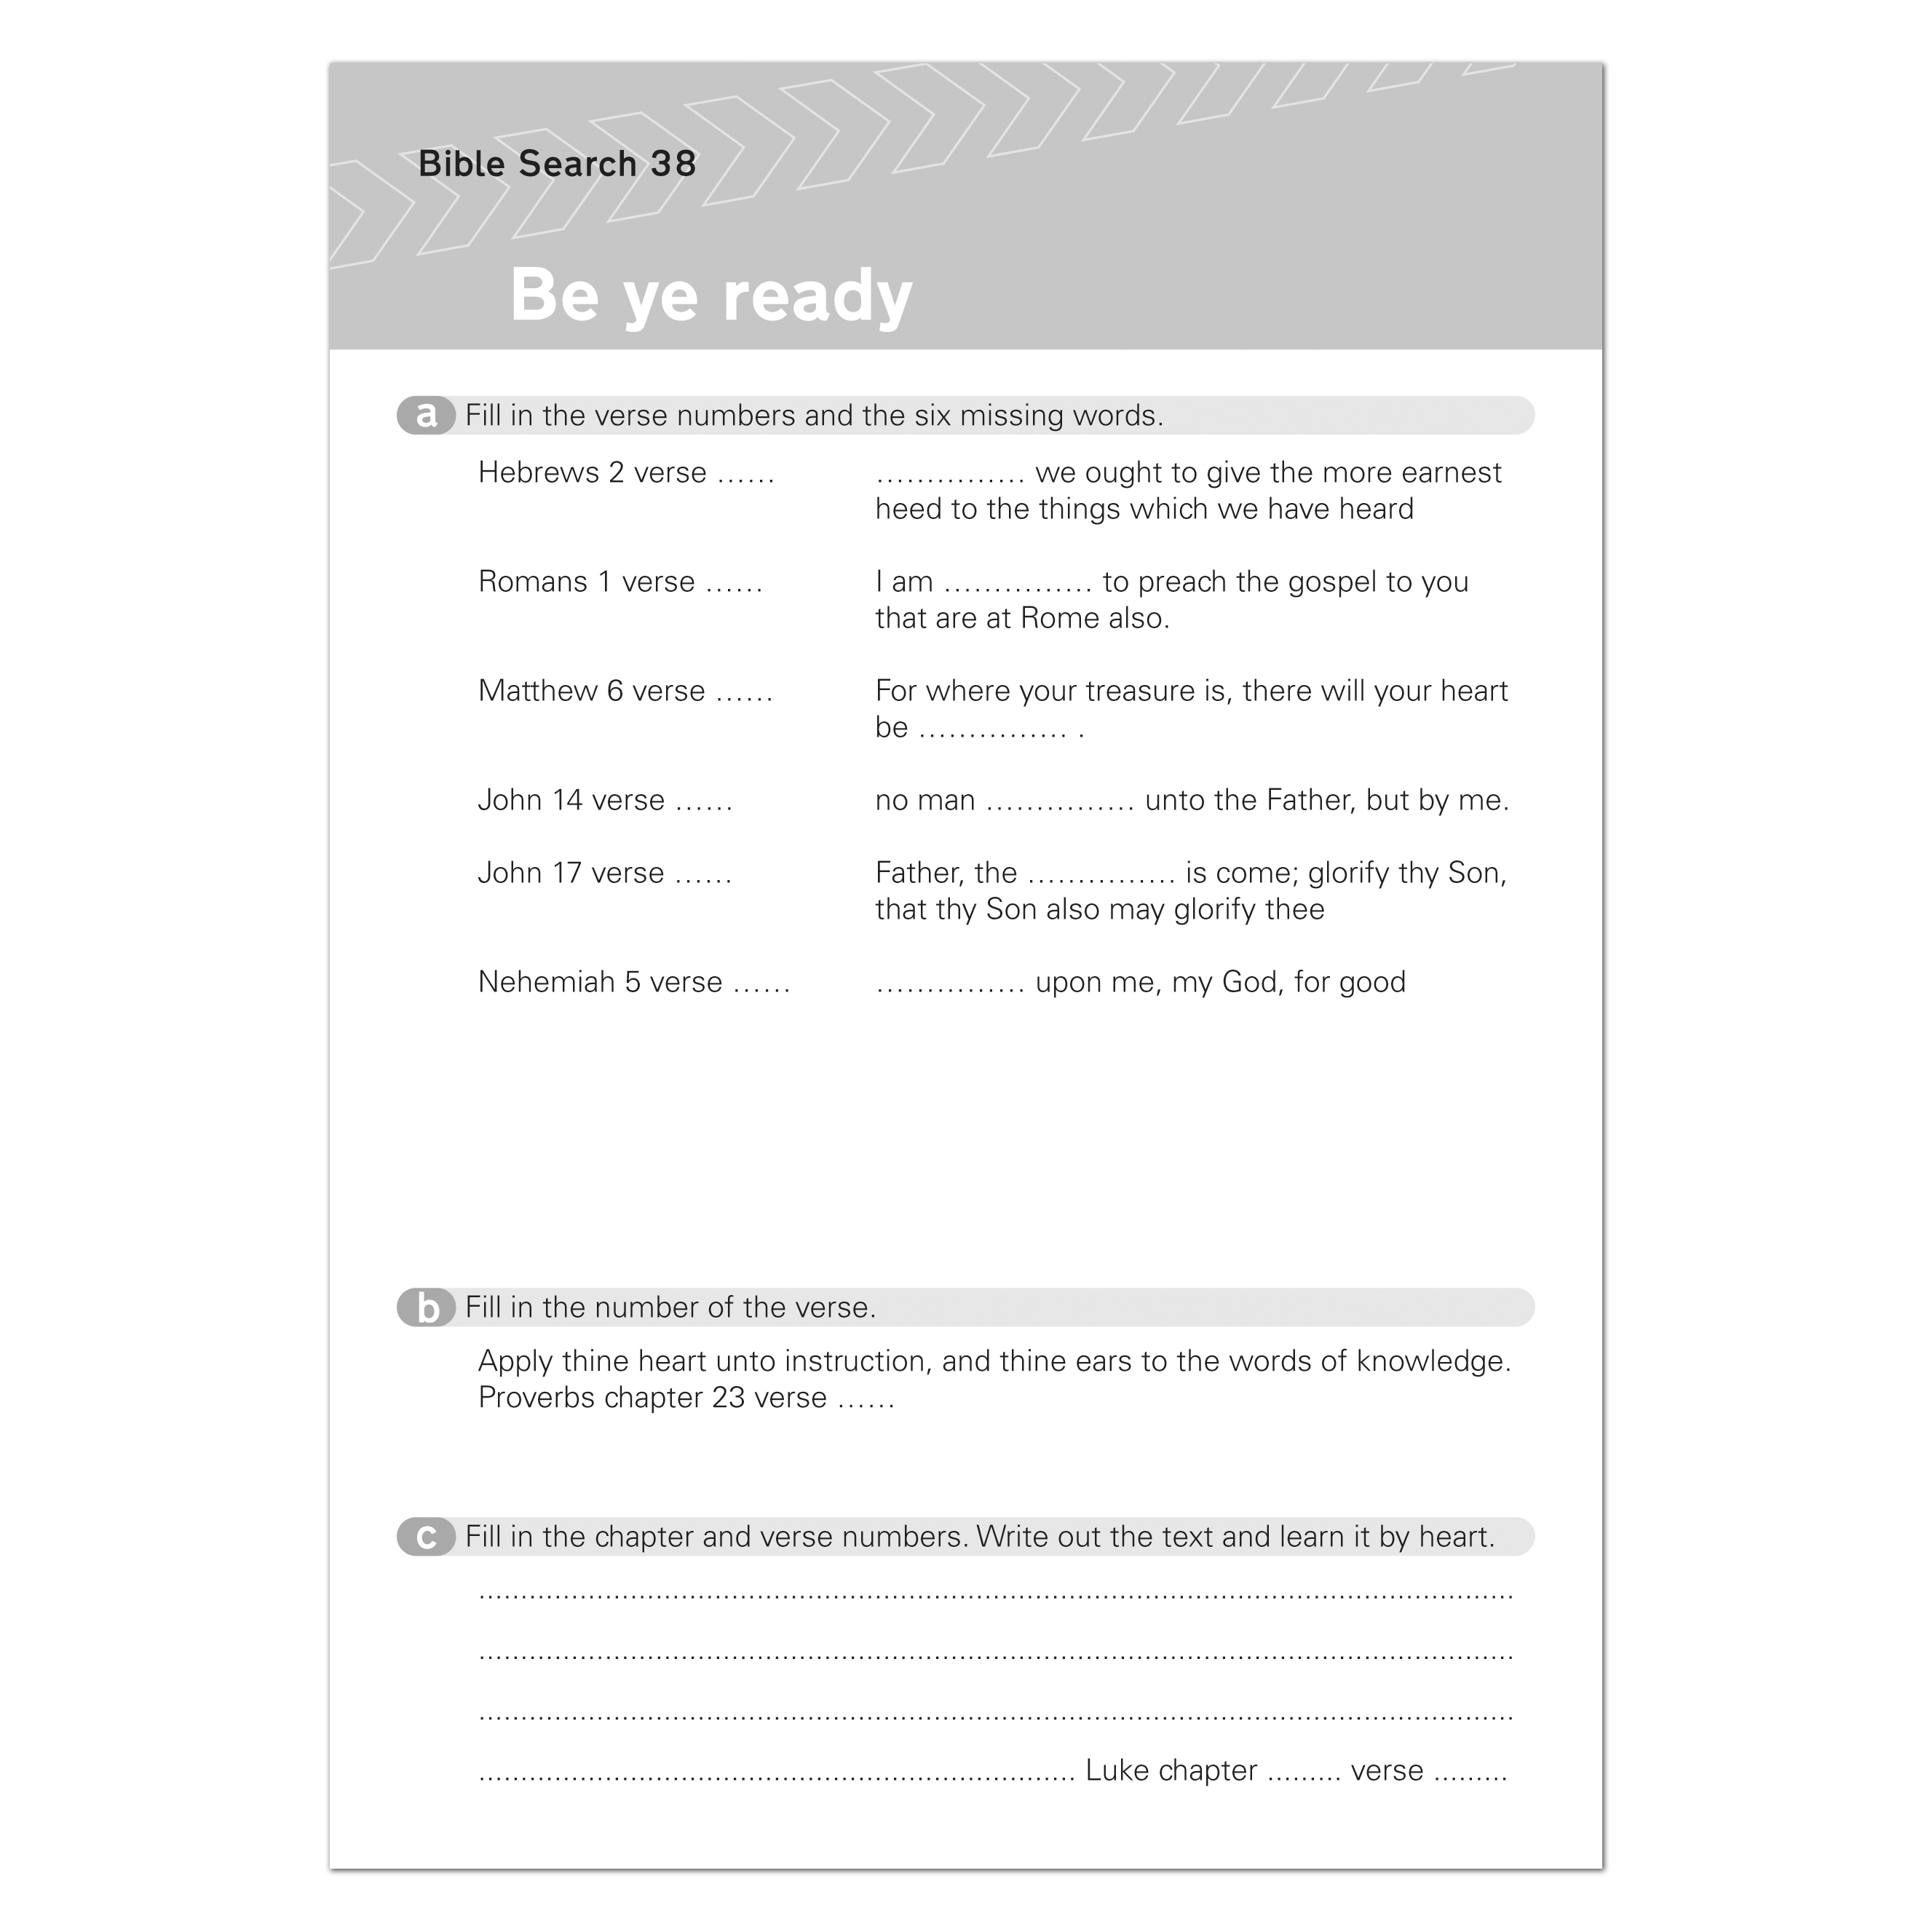 Bible Search 38
Be ye ready
a Fill in the verse numbers and the six missing words.
Hebrews 2 verse ...... ............... we ought to give the more earnest
heed to the things which we have heard
Romans 1 verse ...... I am ............... to preach the gospel to you
that are at Rome also.
Matthew 6 verse ...... For where your treasure is, there will your heart
be ............... .
John 14 verse ...... no man ............... unto the Father, but by me.
John 17 verse ...... Father, the ............... is come; glorify thy Son,
that thy Son also may glorify thee
Nehemiah 5 verse ...... ............... upon me, my God, for good
b Fill in the number of the verse.
Apply thine heart unto instruction, and thine ears to the words of knowledge.
Proverbs chapter 23 verse ......
c Fill in the chapter and verse numbers. Write out the text and learn it by heart.
Luke chapter ......... verse .........